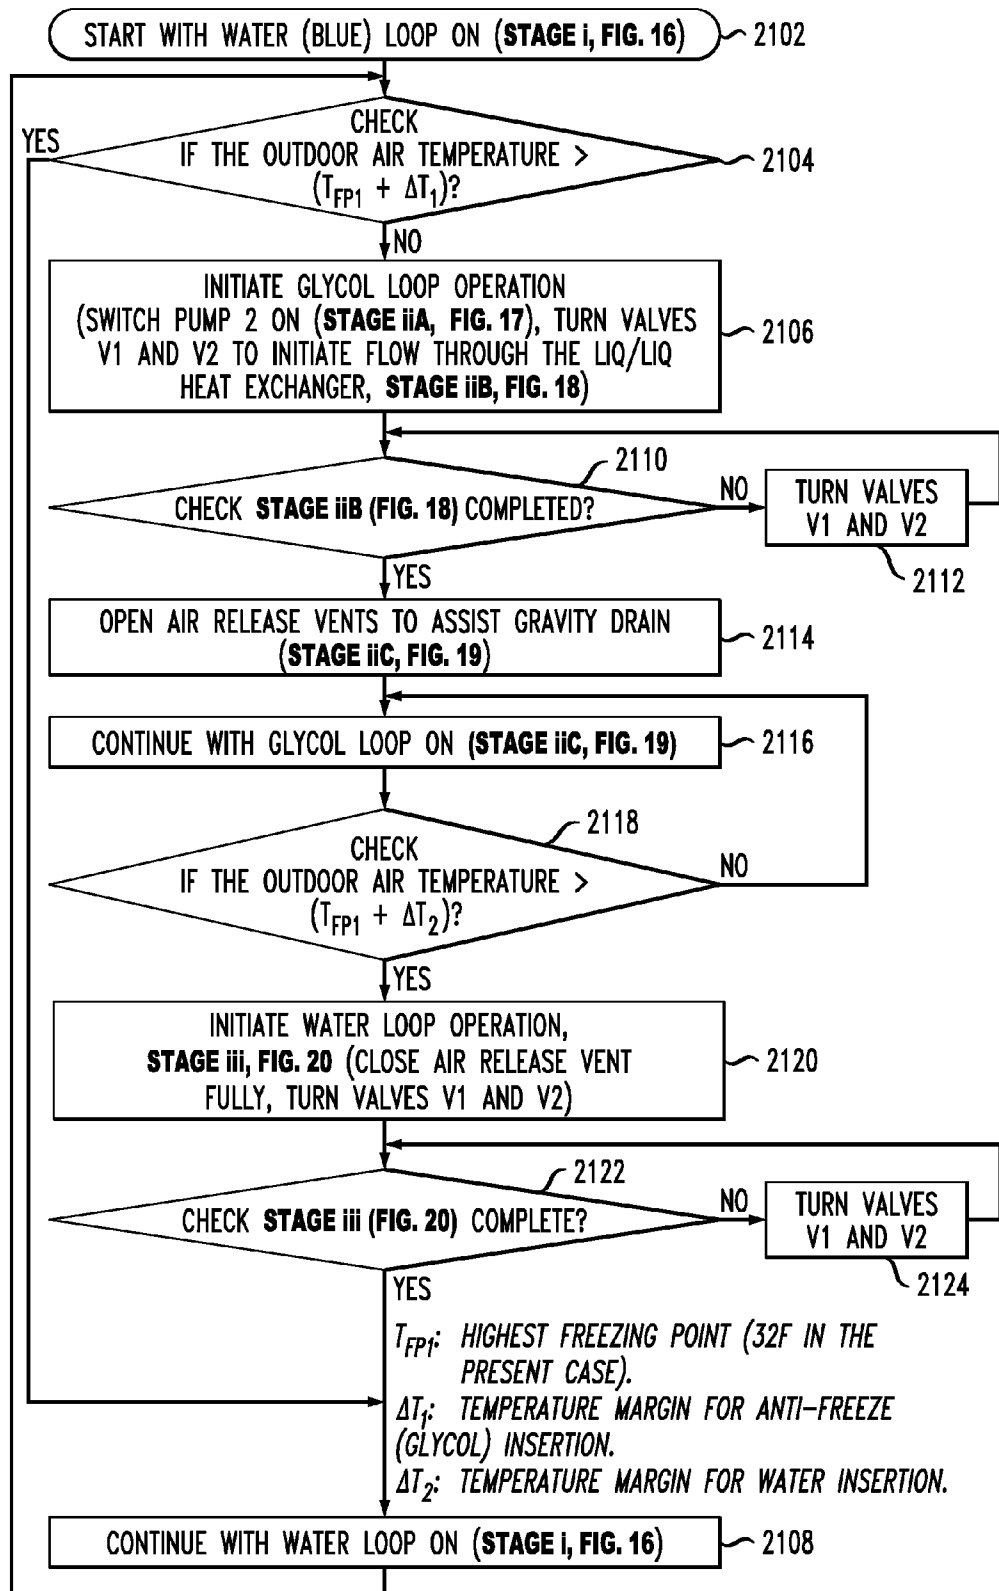 START WITH WATER (BLUE) LOOP ON (STAGE i, FIG. 16)
2102
YES
CHECK
IF THE OUTDOOR AIR TEMPERATURE >
(T_FP1 + ΔT_1)?
2104
NO
INITIATE GLYCOL LOOP OPERATION
(SWITCH PUMP 2 ON (STAGE iiA, FIG. 17), TURN VALVES
V1 AND V2 TO INITIATE FLOW THROUGH THE LIQ/LIQ
HEAT EXCHANGER, STAGE iiB, FIG. 18)
2106
2110
CHECK STAGE iiB (FIG. 18) COMPLETED?
NO
TURN VALVES
V1 AND V2
2112
YES
OPEN AIR RELEASE VENTS TO ASSIST GRAVITY DRAIN
(STAGE iiC, FIG. 19)
2114
CONTINUE WITH GLYCOL LOOP ON (STAGE iiC, FIG. 19)
2116
2118
CHECK
IF THE OUTDOOR AIR TEMPERATURE >
(T_FP1 + ΔT_2)?
NO
YES
INITIATE WATER LOOP OPERATION,
STAGE iii, FIG. 20 (CLOSE AIR RELEASE VENT
FULLY, TURN VALVES V1 AND V2)
2120
2122
CHECK STAGE iii (FIG. 20) COMPLETE?
NO
TURN VALVES
V1 AND V2
2124
YES
T_FP1: HIGHEST FREEZING POINT (32F IN THE
PRESENT CASE).
ΔT_1: TEMPERATURE MARGIN FOR ANTI-FREEZE
(GLYCOL) INSERTION.
ΔT_2: TEMPERATURE MARGIN FOR WATER INSERTION.
CONTINUE WITH WATER LOOP ON (STAGE i, FIG. 16)
2108